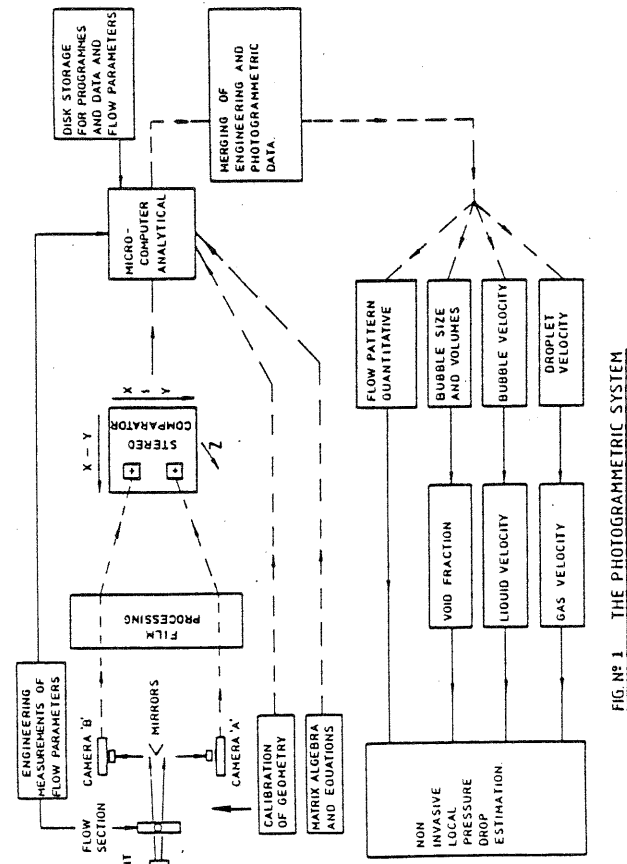 DISK STORAGE
FOR PROGRAMMES
AND DATA AND
FLOW PARAMETERS
MERGING OF
ENGINEERING AND
PHOTOGRAMMETRIC
DATA.
MICRO-
COMPUTER
ANALYTICAL
X - Y
X
Y
Z
STEREO
COMPARATOR
FILM
PROCESSING
ENGINEERING
MEASUREMENTS OF
FLOW PARAMETERS
CAMERA 'B'
MIRRORS
CAMERA 'A'
FLOW
SECTION
CALIBRATION
OF GEOMETRY
MATRIX ALGEBRA
AND EQUATIONS
FLOW PATTERN
QUANTITATIVE
BUBBLE SIZE
AND VOLUMES
BUBBLE VELOCITY
DROPLET
VELOCITY
VOID FRACTION
LIQUID VELOCITY
GAS VELOCITY
NON
INVASIVE
LOCAL
PRESSURE
DROP
ESTIMATION.
FIG. Nº 1 THE PHOTOGRAMMETRIC SYSTEM